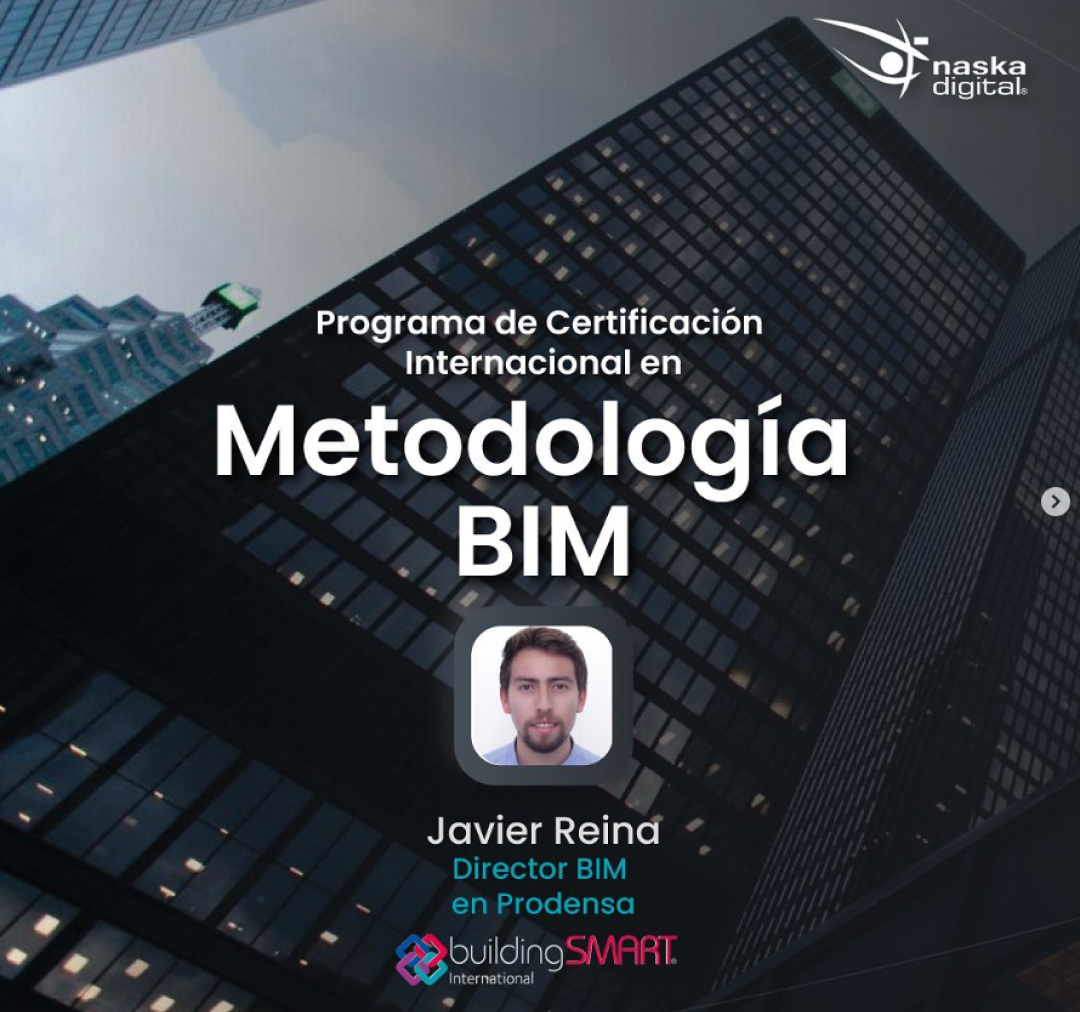 naska
digital®
Programa de Certificación
Internacional en
Metodología
BIM
Javier Reina
Director BIM
en Prodensa
buildingSMART®
International